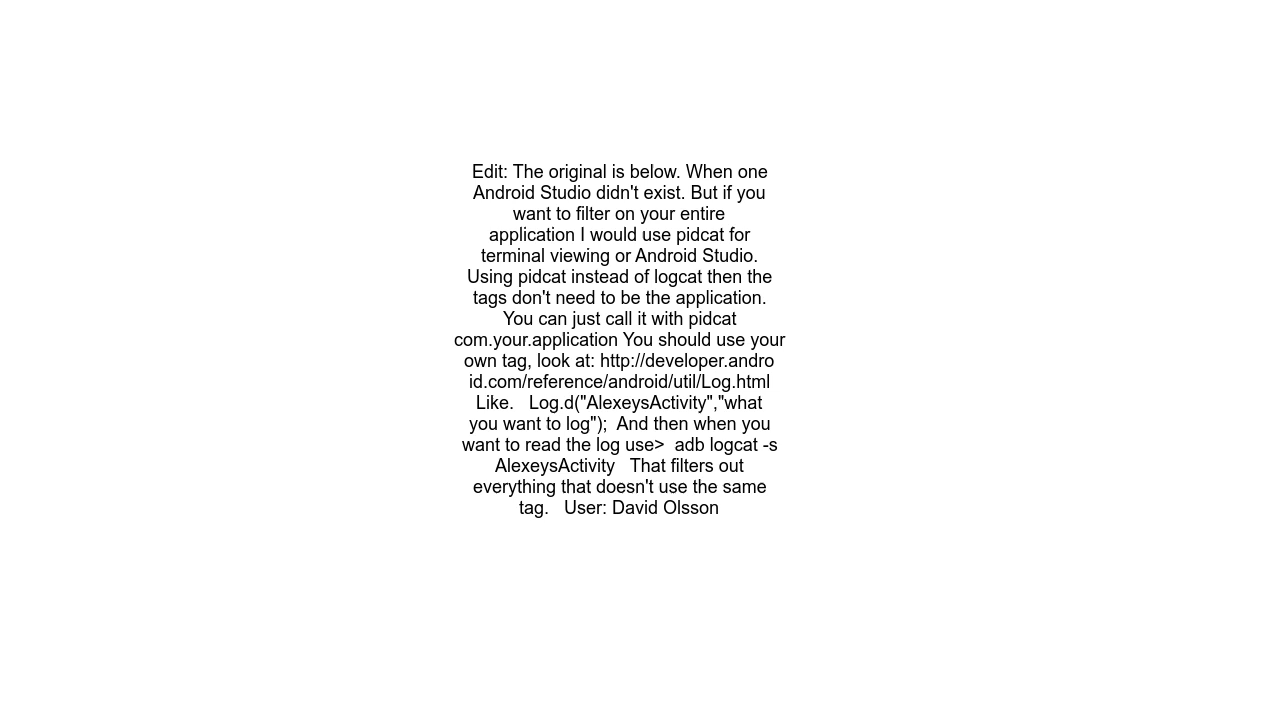 Edit: The original is below. When one
Android Studio didn't exist. But if you
want to filter on your entire
application I would use pidcat for
terminal viewing or Android Studio.
Using pidcat instead of logcat then the
tags don't need to be the application.
You can just call it with pidcat
com.your.application You should use your
own tag, look at: http://developer.andro
id.com/reference/android/util/Log.html
Like.   Log.d("AlexeysActivity","what
you want to log");  And then when you
want to read the log use>  adb logcat -s
AlexeysActivity   That filters out
everything that doesn't use the same
tag.   User: David Olsson